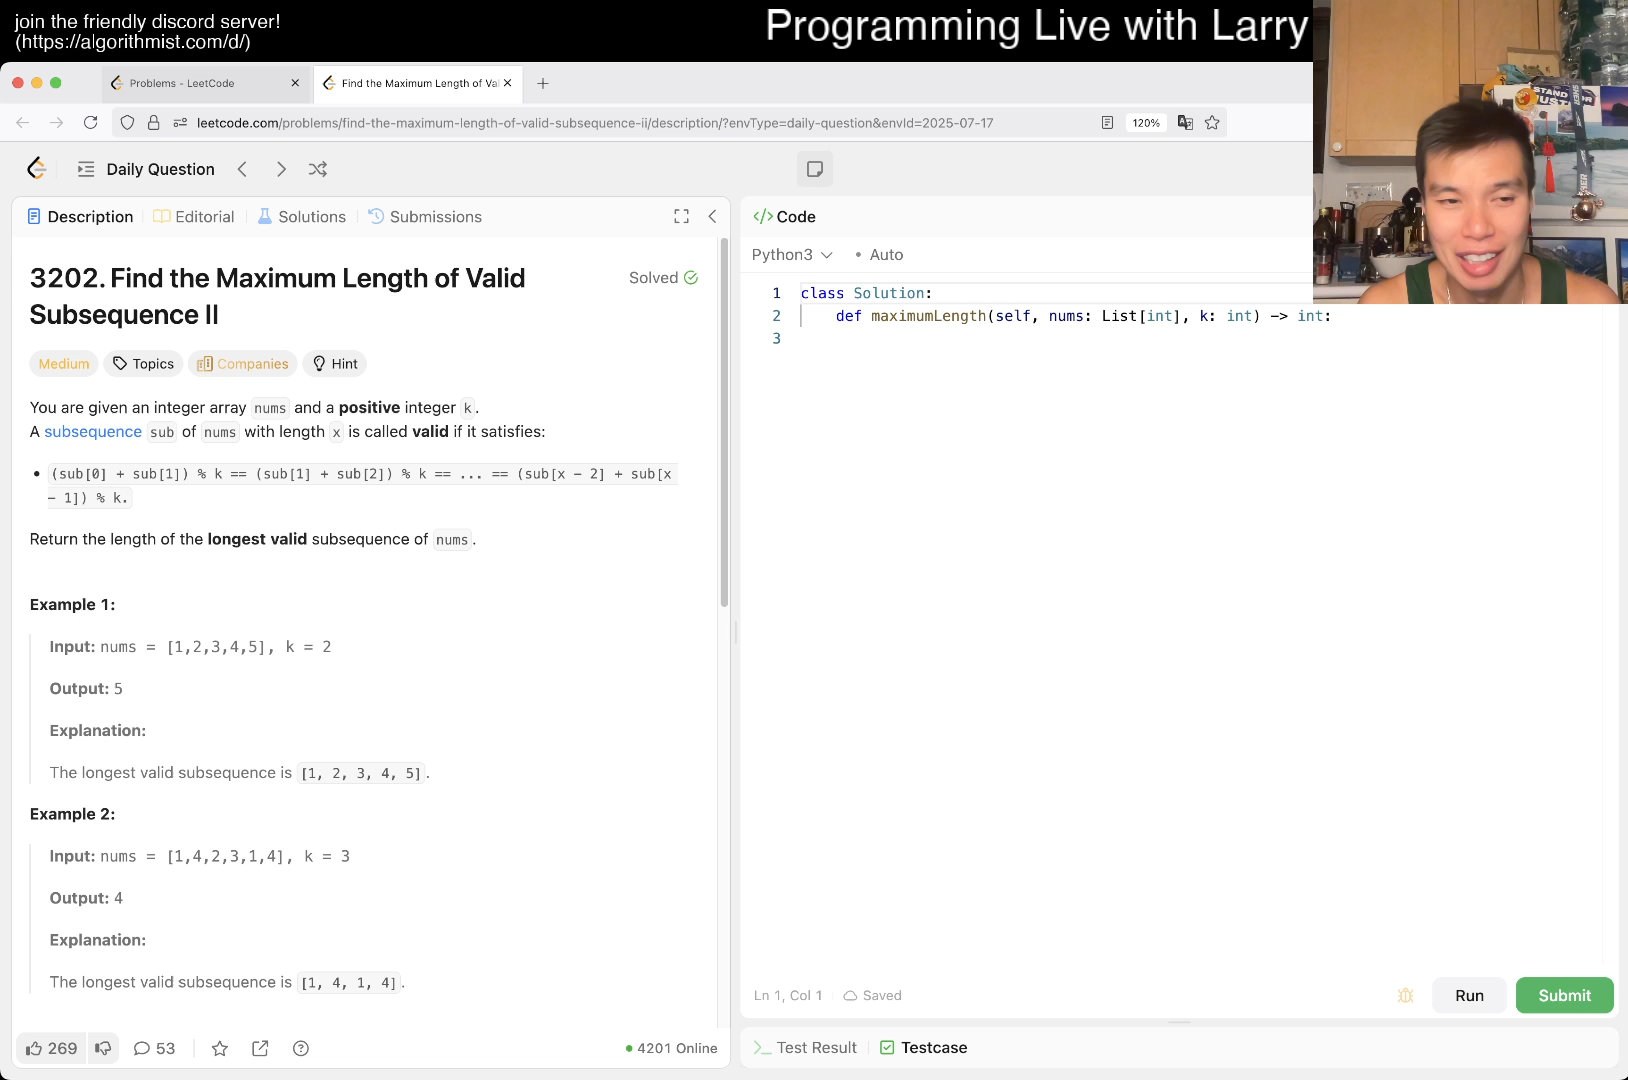 join the friendly discord server!
(https://algorithmist.com/d/)
Programming Live with Larry
Problems - LeetCode
Find the Maximum Length of Val
leetcode.com/problems/find-the-maximum-length-of-valid-subsequence-ii/description/?envType=daily-question&envId=2025-07-17
120%
Daily Question
Description
Editorial
Solutions
Submissions
</> Code
Python3
Auto
3202. Find the Maximum Length of Valid
Subsequence II
Solved
Medium
Topics
Companies
Hint
You are given an integer array nums and a positive integer k.
A subsequence sub of nums with length x is called valid if it satisfies:
• (sub[0] + sub[1]) % k == (sub[1] + sub[2]) % k == ... == (sub[x - 2] + sub[x
- 1]) % k.
Return the length of the longest valid subsequence of nums.
Example 1:
Input: nums = [1,2,3,4,5], k = 2
Output: 5
Explanation:
The longest valid subsequence is [1, 2, 3, 4, 5].
Example 2:
Input: nums = [1,4,2,3,1,4], k = 3
Output: 4
Explanation:
The longest valid subsequence is [1, 4, 1, 4].
269
53
4201 Online
1 class Solution:
2 def maximumLength(self, nums: List[int], k: int) -> int:
3
Ln 1, Col 1
Saved
Run
Submit
Test Result
Testcase